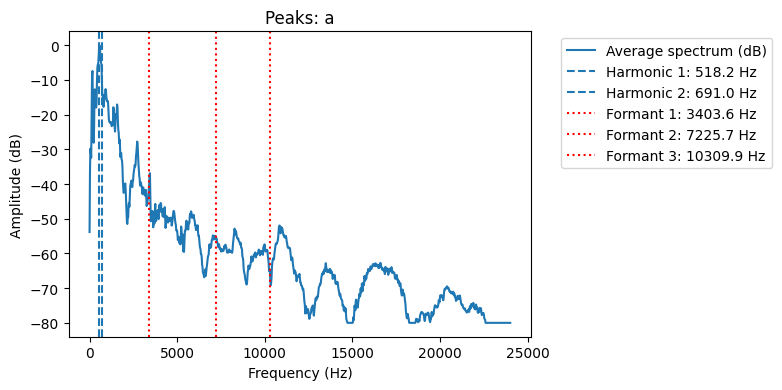 Peaks: a
Amplitude (dB)
0
−10
−20
−30
−40
−50
−60
−70
−80
0
5000
10000
15000
20000
25000
Frequency (Hz)
Average spectrum (dB)
Harmonic 1: 518.2 Hz
Harmonic 2: 691.0 Hz
Formant 1: 3403.6 Hz
Formant 2: 7225.7 Hz
Formant 3: 10309.9 Hz